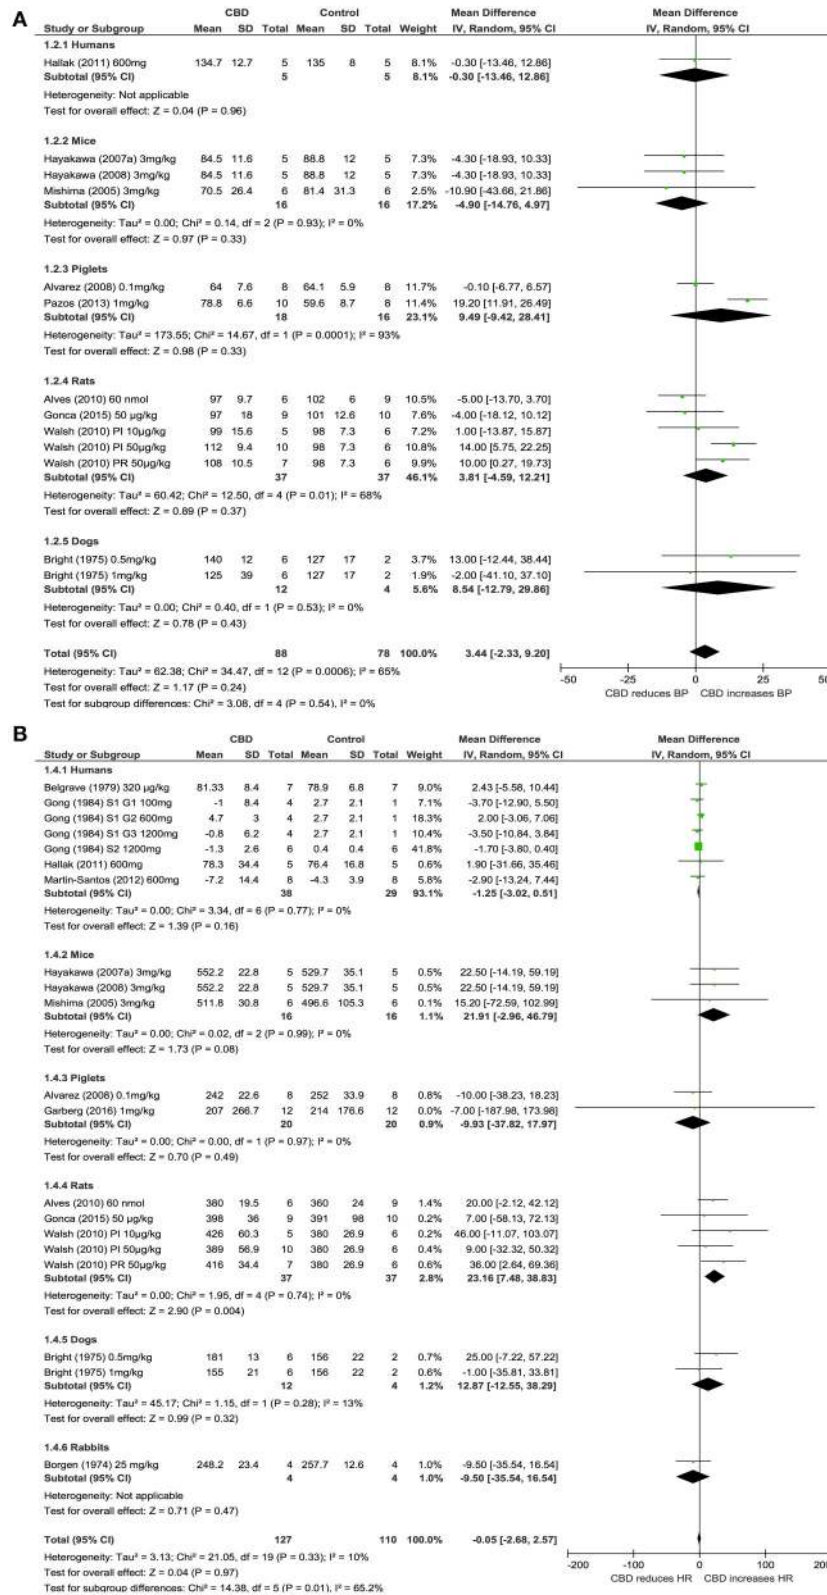 A
CBD Control Mean Difference Mean Difference
Study or Subgroup Mean SD Total Mean SD Total Weight IV, Random, 95% CI IV, Random, 95% CI
1.2.1 Humans
Hallak (2011) 600mg 134.7 12.7 5 135 8 5 8.1% -0.30 [-13.46, 12.86]
Subtotal (95% CI) 5 5 8.1% -0.30 [-13.46, 12.86]
Heterogeneity: Not applicable
Test for overall effect: Z = 0.04 (P = 0.96)
1.2.2 Mice
Hayakawa (2007a) 3mg/kg 84.5 11.6 5 88.8 12 5 7.3% -4.30 [-18.93, 10.33]
Hayakawa (2008) 3mg/kg 84.5 11.6 5 88.8 12 5 7.3% -4.30 [-18.93, 10.33]
Mishima (2005) 3mg/kg 70.5 26.4 6 81.4 31.3 6 2.5% -10.90 [-43.66, 21.86]
Subtotal (95% CI) 16 16 17.2% -4.90 [-14.76, 4.97]
Heterogeneity: Tau² = 0.00; Chi² = 0.14, df = 2 (P = 0.93); I² = 0%
Test for overall effect: Z = 0.97 (P = 0.33)
1.2.3 Piglets
Alvarez (2008) 0.1mg/kg 64 7.6 8 64.1 5.9 8 11.7% -0.10 [-6.77, 6.57]
Pazos (2013) 1mg/kg 78.8 6.6 10 59.6 8.7 8 11.4% 19.20 [11.91, 26.49]
Subtotal (95% CI) 18 16 23.1% 9.49 [-9.42, 28.41]
Heterogeneity: Tau² = 173.55; Chi² = 14.67, df = 1 (P = 0.0001); I² = 93%
Test for overall effect: Z = 0.98 (P = 0.33)
1.2.4 Rats
Alves (2010) 60 nmol 97 9.7 6 102 6 9 10.5% -5.00 [-13.70, 3.70]
Gonca (2015) 50 µg/kg 97 18 9 101 12.6 10 7.6% -4.00 [-18.12, 10.12]
Walsh (2010) PI 10µg/kg 99 15.6 5 98 7.3 6 7.2% 1.00 [-13.87, 15.87]
Walsh (2010) PI 50µg/kg 112 9.4 10 98 7.3 6 10.8% 14.00 [5.75, 22.25]
Walsh (2010) PR 50µg/kg 108 10.5 7 98 7.3 6 9.9% 10.00 [0.27, 19.73]
Subtotal (95% CI) 37 37 46.1% 3.81 [-4.59, 12.21]
Heterogeneity: Tau² = 60.42; Chi² = 12.50, df = 4 (P = 0.01); I² = 68%
Test for overall effect: Z = 0.89 (P = 0.37)
1.2.5 Dogs
Bright (1975) 0.5mg/kg 140 12 6 127 17 2 3.7% 13.00 [-12.44, 38.44]
Bright (1975) 1mg/kg 125 39 6 127 17 2 1.9% -2.00 [-41.10, 37.10]
Subtotal (95% CI) 12 4 5.6% 8.54 [-12.79, 29.86]
Heterogeneity: Tau² = 0.00; Chi² = 0.40, df = 1 (P = 0.53); I² = 0%
Test for overall effect: Z = 0.78 (P = 0.43)
Total (95% CI) 88 78 100.0% 3.44 [-2.33, 9.20]
Heterogeneity: Tau² = 62.38; Chi² = 34.47, df = 12 (P = 0.0006); I² = 65%
Test for overall effect: Z = 1.17 (P = 0.24)
Test for subgroup differences: Chi² = 3.08, df = 4 (P = 0.54), I² = 0%
-50 -25 0 25 50
CBD reduces BP CBD increases BP
B
CBD Control Mean Difference Mean Difference
Study or Subgroup Mean SD Total Mean SD Total Weight IV, Random, 95% CI IV, Random, 95% CI
1.4.1 Humans
Belgrave (1979) 320 µg/kg 81.33 8.4 7 78.9 6.8 7 9.0% 2.43 [-5.58, 10.44]
Gong (1984) S1 G1 100mg -1 8.4 4 2.7 2.1 1 7.1% -3.70 [-12.90, 5.50]
Gong (1984) S1 G2 600mg 4.7 3 4 2.7 2.1 1 18.3% 2.00 [-3.06, 7.06]
Gong (1984) S1 G3 1200mg -0.8 6.2 4 2.7 2.1 1 10.4% -3.50 [-10.84, 3.84]
Gong (1984) S2 1200mg -1.3 2.6 6 0.4 0.4 6 41.8% -1.70 [-3.80, 0.40]
Hallak (2011) 600mg 78.3 34.4 5 76.4 16.8 5 0.6% 1.90 [-31.66, 35.46]
Martin-Santos (2012) 600mg -7.2 14.4 8 -4.3 3.9 8 5.8% -2.90 [-13.24, 7.44]
Subtotal (95% CI) 38 29 93.1% -1.25 [-3.02, 0.51]
Heterogeneity: Tau² = 0.00; Chi² = 3.34, df = 6 (P = 0.77); I² = 0%
Test for overall effect: Z = 1.39 (P = 0.16)
1.4.2 Mice
Hayakawa (2007a) 3mg/kg 552.2 22.8 5 529.7 35.1 5 0.5% 22.50 [-14.19, 59.19]
Hayakawa (2008) 3mg/kg 552.2 22.8 5 529.7 35.1 5 0.5% 22.50 [-14.19, 59.19]
Mishima (2005) 3mg/kg 511.8 30.8 6 496.6 105.3 6 0.1% 15.20 [-72.59, 102.99]
Subtotal (95% CI) 16 16 1.1% 21.91 [-2.96, 46.79]
Heterogeneity: Tau² = 0.00; Chi² = 0.02, df = 2 (P = 0.99); I² = 0%
Test for overall effect: Z = 1.73 (P = 0.08)
1.4.3 Piglets
Alvarez (2008) 0.1mg/kg 242 22.6 8 252 33.9 8 0.8% -10.00 [-38.23, 18.23]
Garberg (2016) 1mg/kg 207 266.7 12 214 176.6 12 0.0% -7.00 [-187.98, 173.98]
Subtotal (95% CI) 20 20 0.9% -9.93 [-37.82, 17.97]
Heterogeneity: Tau² = 0.00; Chi² = 0.00, df = 1 (P = 0.97); I² = 0%
Test for overall effect: Z = 0.70 (P = 0.49)
1.4.4 Rats
Alves (2010) 60 nmol 380 19.5 6 360 24 9 1.4% 20.00 [-2.12, 42.12]
Gonca (2015) 50 µg/kg 398 36 9 391 98 10 0.2% 7.00 [-58.13, 72.13]
Walsh (2010) PI 10µg/kg 426 60.3 5 380 26.9 6 0.2% 46.00 [-11.07, 103.07]
Walsh (2010) PI 50µg/kg 389 56.9 10 380 26.9 6 0.4% 9.00 [-32.32, 50.32]
Walsh (2010) PR 50µg/kg 416 34.4 7 380 26.9 6 0.6% 36.00 [2.64, 69.36]
Subtotal (95% CI) 37 37 2.8% 23.16 [7.48, 38.83]
Heterogeneity: Tau² = 0.00; Chi² = 1.95, df = 4 (P = 0.74); I² = 0%
Test for overall effect: Z = 2.90 (P = 0.004)
1.4.5 Dogs
Bright (1975) 0.5mg/kg 181 13 6 156 22 2 0.7% 25.00 [-7.22, 57.22]
Bright (1975) 1mg/kg 155 21 6 156 22 2 0.6% -1.00 [-35.81, 33.81]
Subtotal (95% CI) 12 4 1.2% 12.87 [-12.55, 38.29]
Heterogeneity: Tau² = 45.17; Chi² = 1.15, df = 1 (P = 0.28); I² = 13%
Test for overall effect: Z = 0.99 (P = 0.32)
1.4.6 Rabbits
Borgen (1974) 25 mg/kg 248.2 23.4 4 257.7 12.6 4 1.0% -9.50 [-35.54, 16.54]
Subtotal (95% CI) 4 4 1.0% -9.50 [-35.54, 16.54]
Heterogeneity: Not applicable
Test for overall effect: Z = 0.71 (P = 0.47)
Total (95% CI) 127 110 100.0% -0.05 [-2.68, 2.57]
Heterogeneity: Tau² = 3.13; Chi² = 21.05, df = 19 (P = 0.33); I² = 10%
Test for overall effect: Z = 0.04 (P = 0.97)
Test for subgroup differences: Chi² = 14.38, df = 5 (P = 0.01), I² = 65.2%
-200 -100 0 100 200
CBD reduces HR CBD increases HR